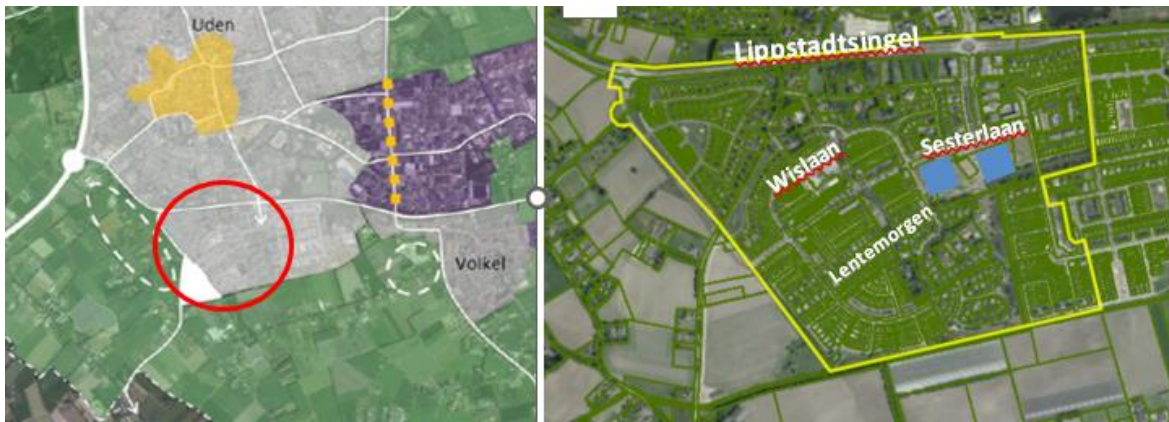 Uden
Volkel
Lippstadtsingel
Wislaan
Sesterlaan
Lentemorgen